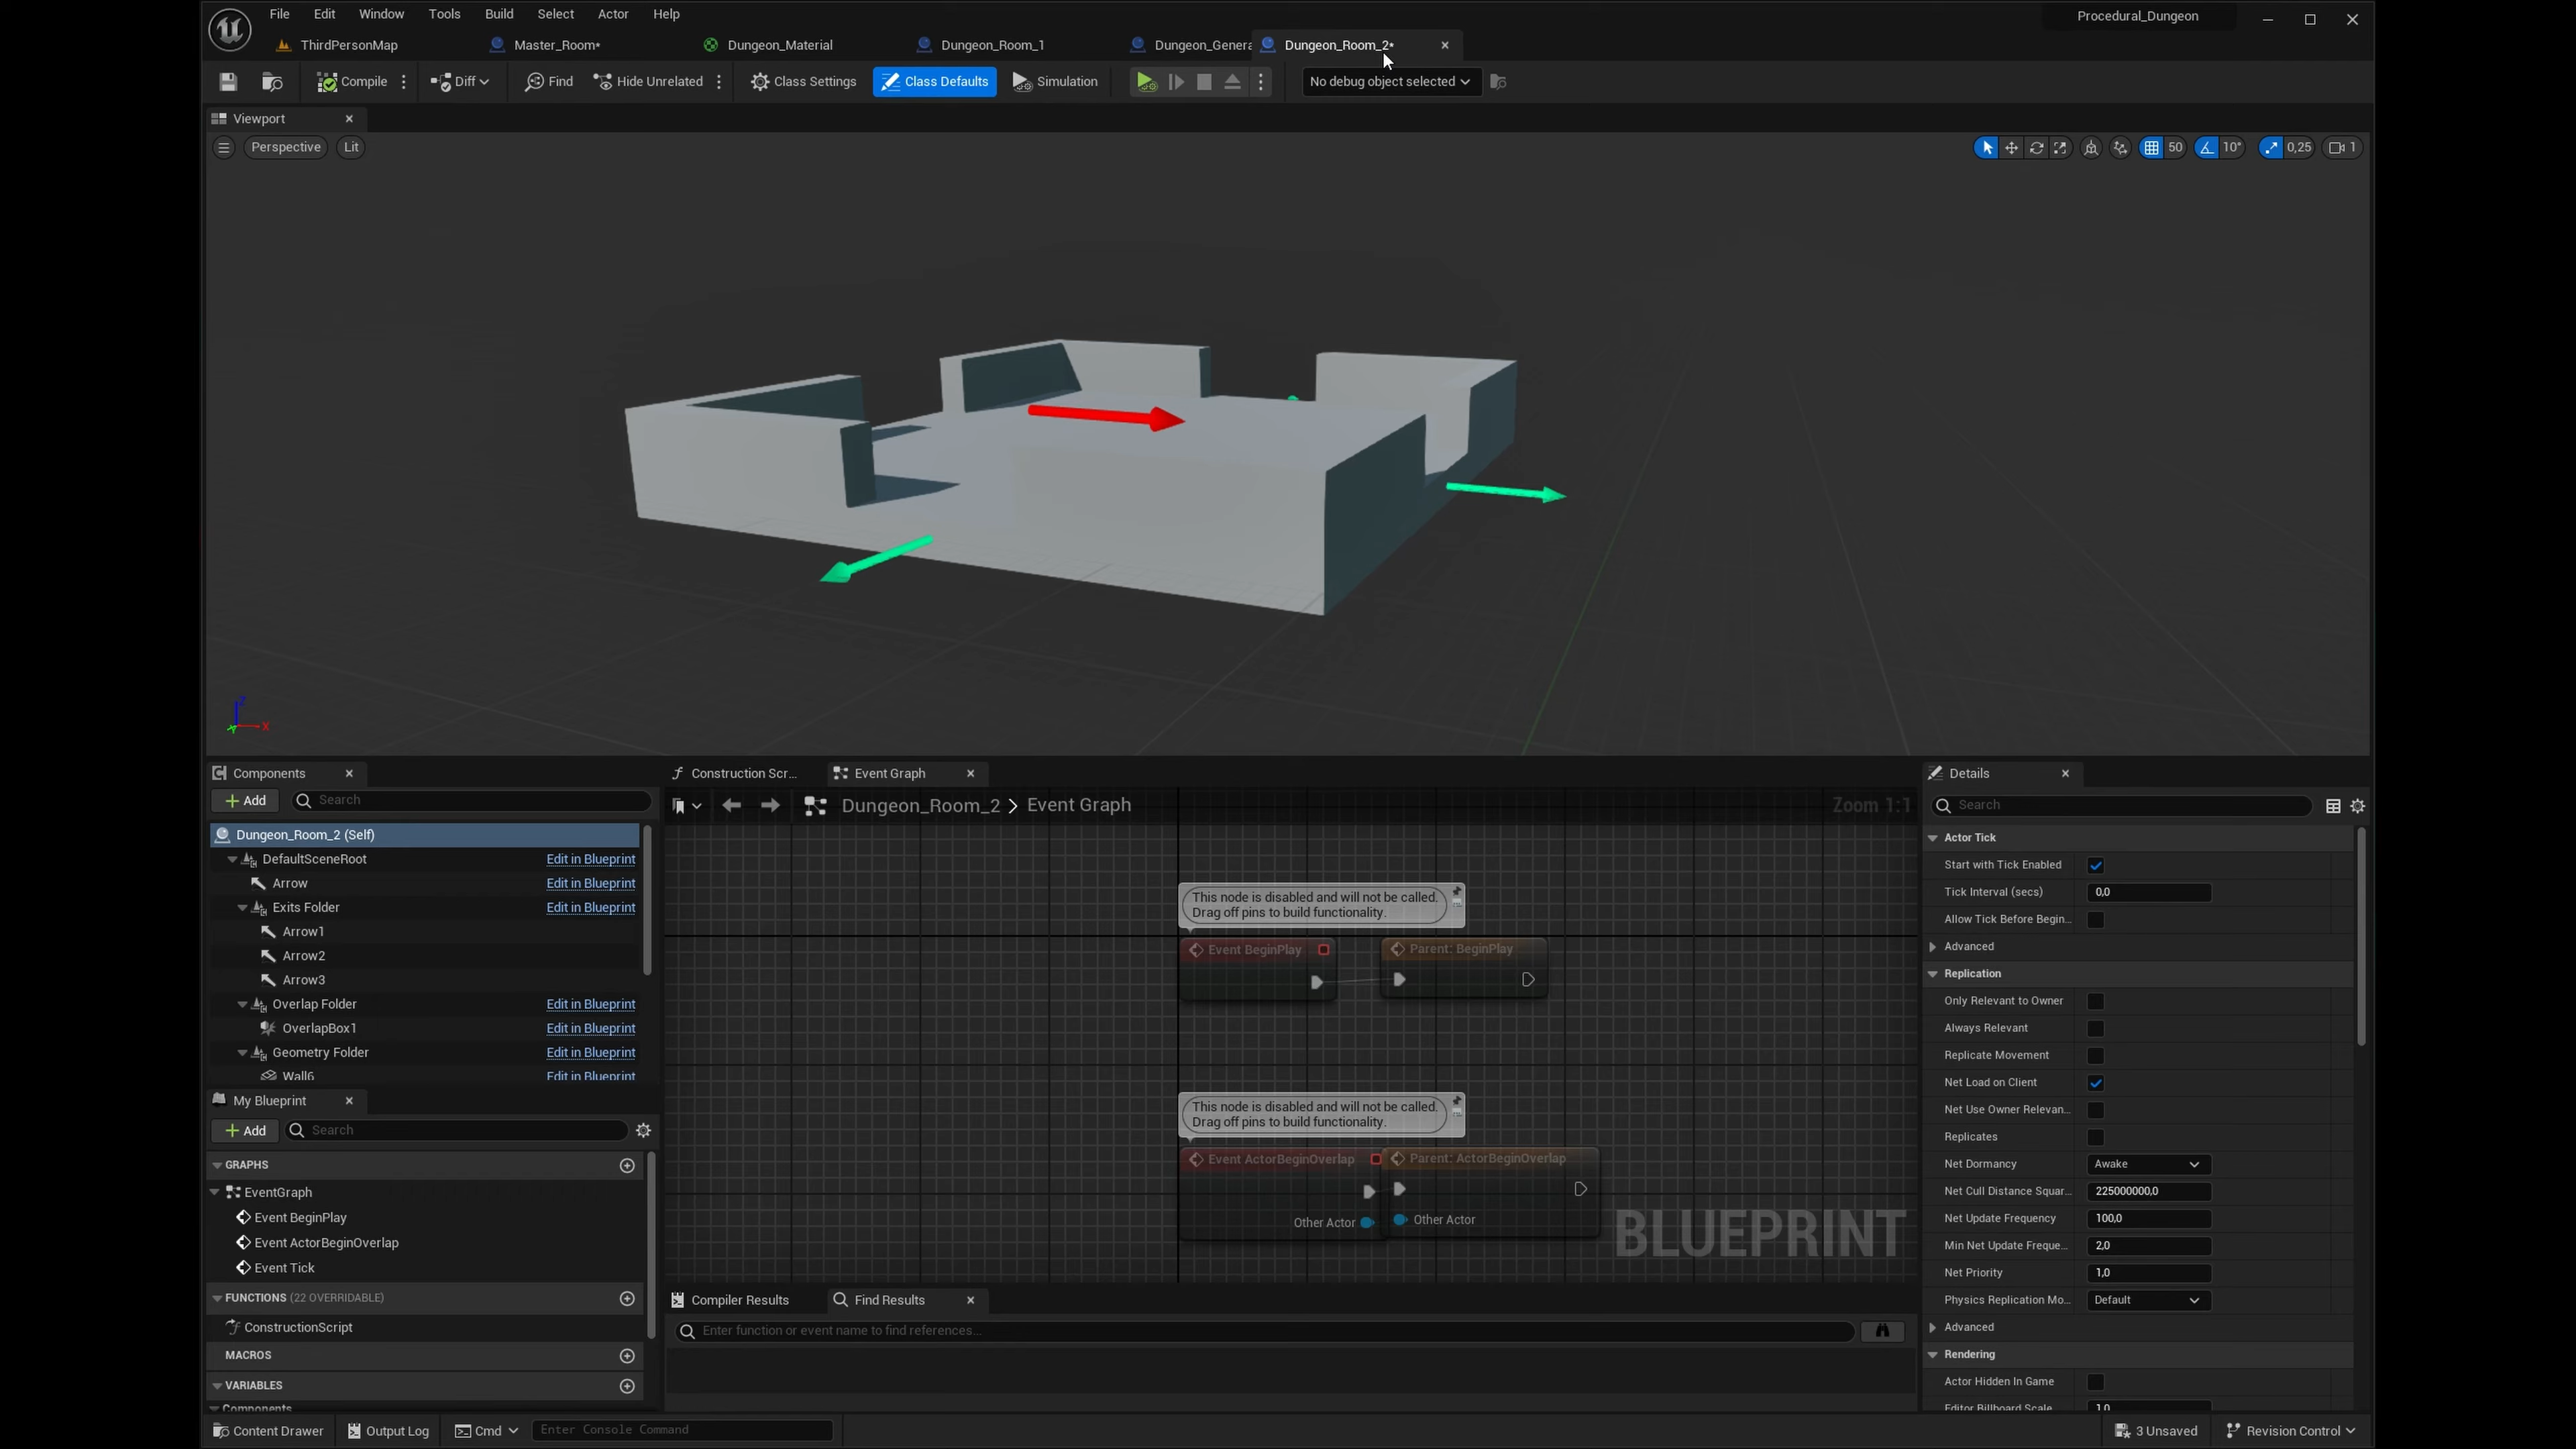 File Edit Window Tools Build Select Actor Help
Procedural_Dungeon
ThirdPersonMap Master_Room* Dungeon_Material Dungeon_Room_1 Dungeon_Genera Dungeon_Room_2*
Compile Diff Find Hide Unrelated Class Settings Class Defaults Simulation No debug object selected
Viewport
Perspective Lit 50 10° 0,25 1
Z
X
Y
Components
Add Search
Dungeon_Room_2 (Self)
DefaultSceneRoot Edit in Blueprint
Arrow Edit in Blueprint
Exits Folder Edit in Blueprint
Arrow1
Arrow2
Arrow3
Overlap Folder Edit in Blueprint
OverlapBox1 Edit in Blueprint
Geometry Folder Edit in Blueprint
Wall6 Edit in Blueprint
My Blueprint
Add Search
GRAPHS
EventGraph
Event BeginPlay
Event ActorBeginOverlap
Event Tick
FUNCTIONS (22 OVERRIDABLE)
ConstructionScript
MACROS
VARIABLES
Components
Construction Scr... Event Graph
Dungeon_Room_2 > Event Graph Zoom 1:1
This node is disabled and will not be called.
Drag off pins to build functionality.
Event BeginPlay Parent: BeginPlay
This node is disabled and will not be called.
Drag off pins to build functionality.
Event ActorBeginOverlap Parent: ActorBeginOverlap
Other Actor Other Actor
BLUEPRINT
Compiler Results Find Results
Enter function or event name to find references...
Details
Search
Actor Tick
Start with Tick Enabled
Tick Interval (secs) 0,0
Allow Tick Before Begin...
Advanced
Replication
Only Relevant to Owner
Always Relevant
Replicate Movement
Net Load on Client
Net Use Owner Relevan...
Replicates
Net Dormancy Awake
Net Cull Distance Squar... 225000000,0
Net Update Frequency 100,0
Min Net Update Freque... 2,0
Net Priority 1,0
Physics Replication Mo... Default
Advanced
Rendering
Actor Hidden In Game
Editor Billboard Scale 1,0
Content Drawer Output Log Cmd Enter Console Command 3 Unsaved Revision Control